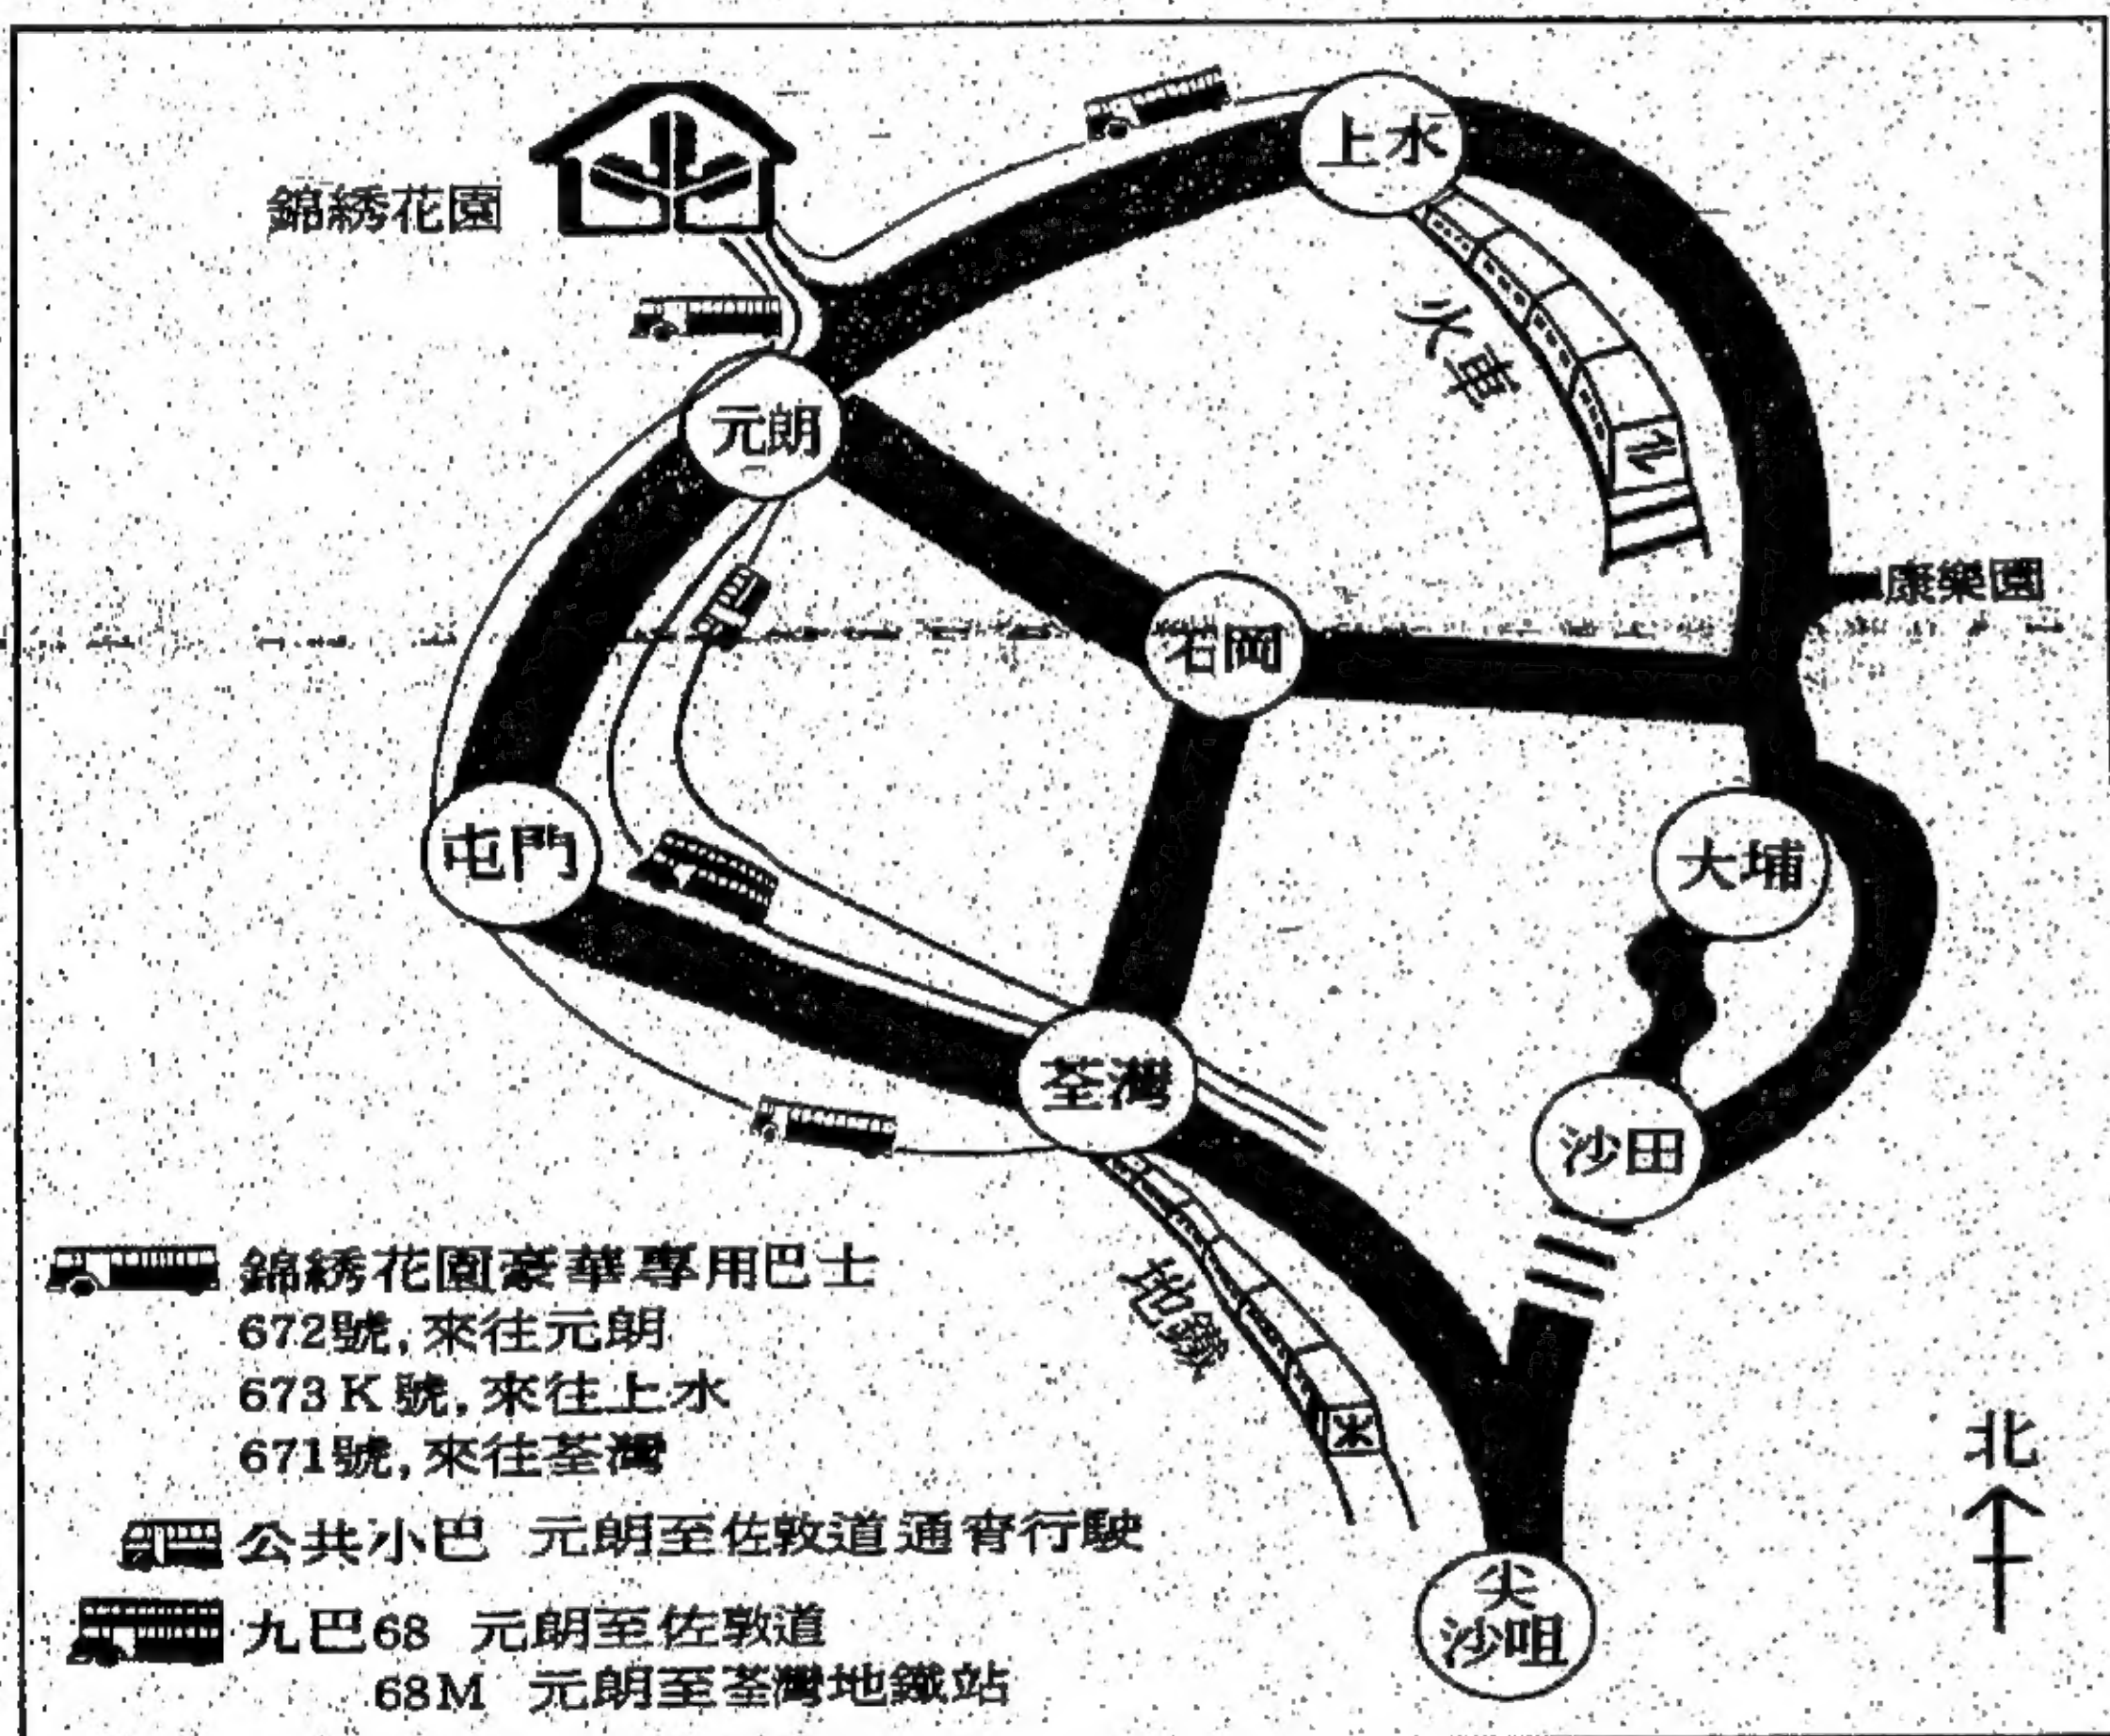 錦綉花園
上水
火車
元朗
康樂園
石岡
屯門
大埔
荃灣
沙田
地鐵
尖
沙咀
北
錦綉花園豪華專用巴士
672號,來往元朗
673K號,來往上水
671號,來往荃灣
公共小巴 元朗至佐敦道通宵行駛
九巴68 元朗至佐敦道
68M 元朗至荃灣地鐵站